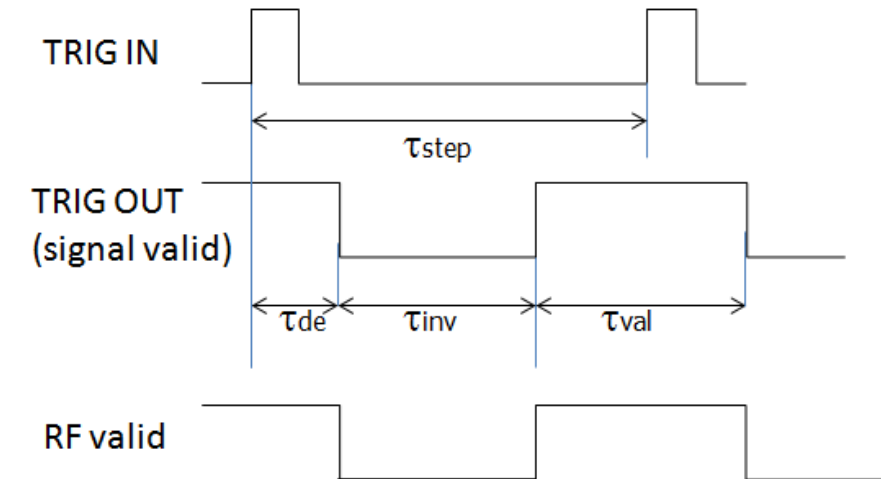 TRIG IN
τstep
TRIG OUT
(signal valid)
τde τinv τval
RF valid